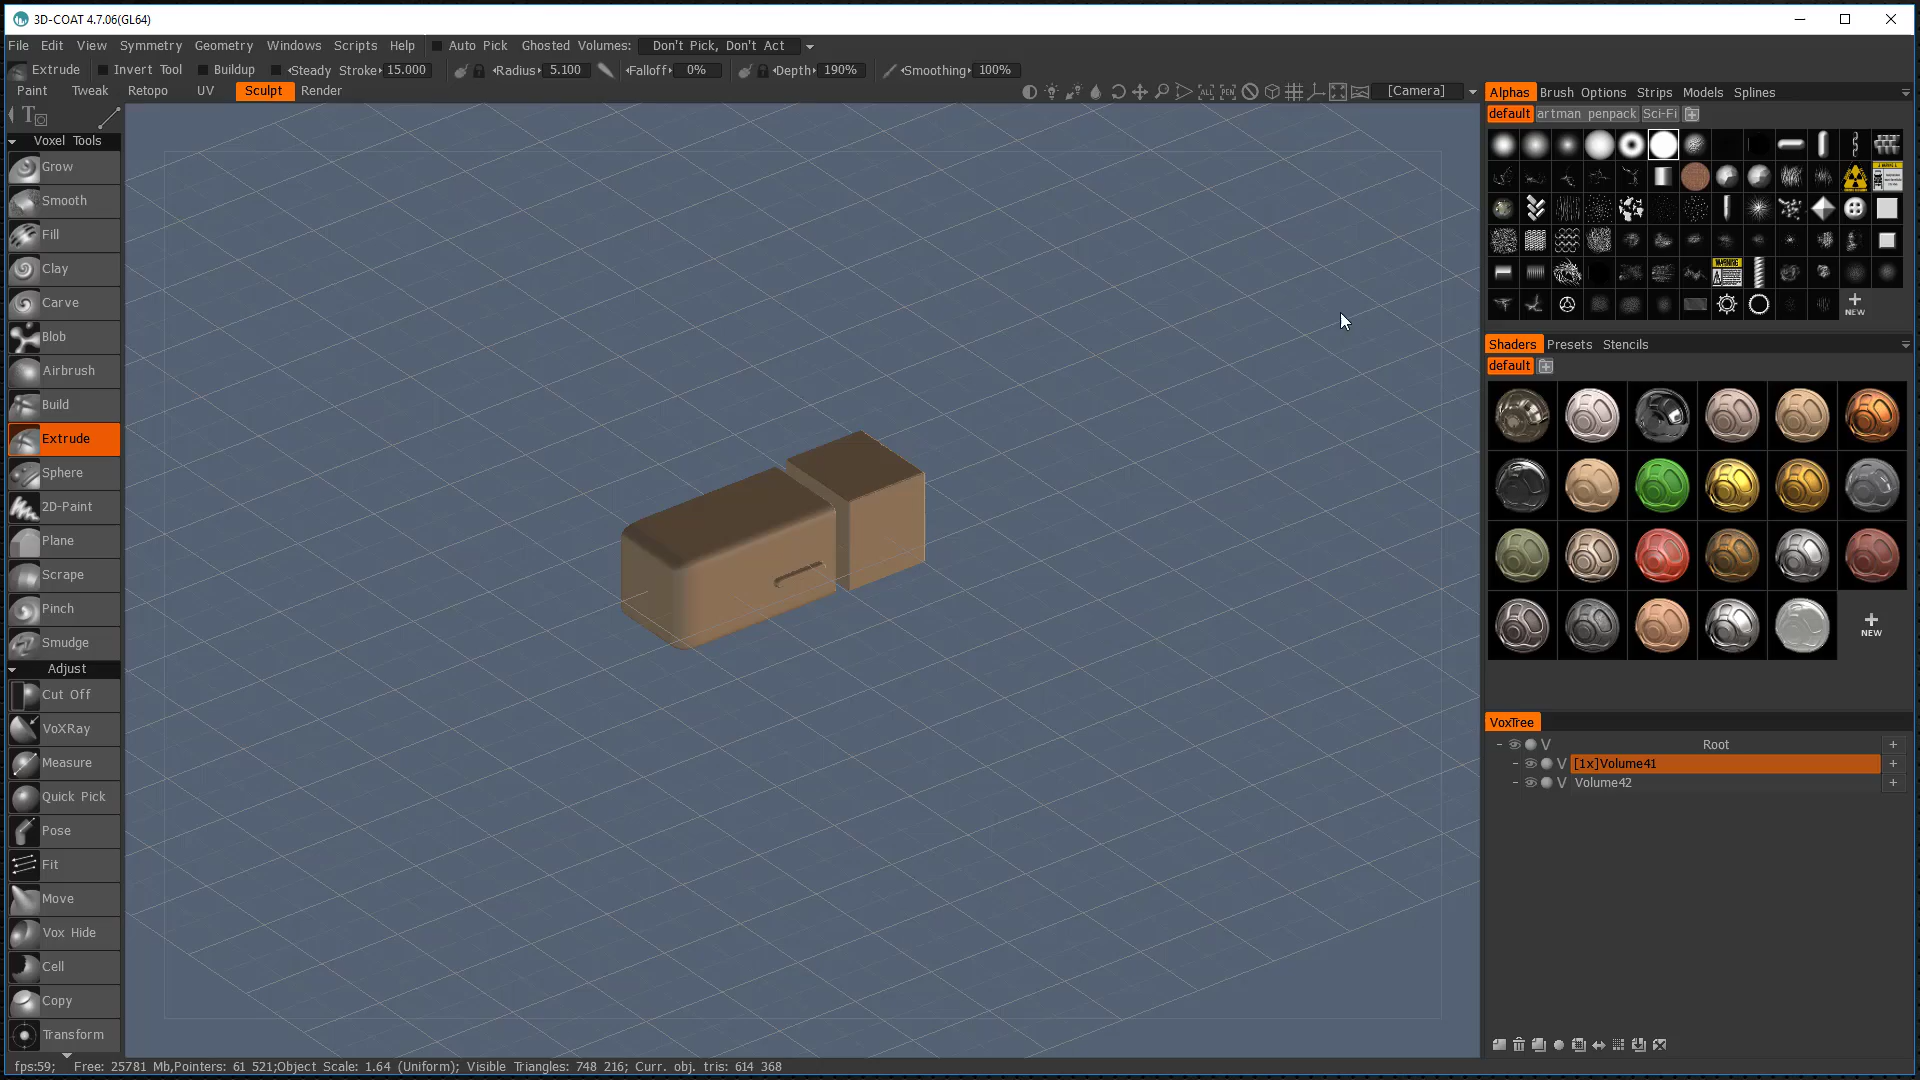 3D-COAT 4.7.06(GL64)
File Edit View Symmetry Geometry Windows Scripts Help Auto Pick Ghosted Volumes: Don't Pick, Don't Act
Extrude Invert Tool Buildup Steady Stroke 15.000 Radius 5.100 Falloff 0% Depth 190% Smoothing 100%
Paint Tweak Retopo UV Sculpt Render ALL PEN [Camera]
Alphas Brush Options Strips Models Splines
default artman penpack Sci-Fi
Voxel Tools
Grow
Smooth
Fill
Clay
Carve
Blob
Airbrush
Build
Extrude
Sphere
2D-Paint
Plane
Scrape
Pinch
Smudge
Adjust
Cut Off
VoXRay
Measure
Quick Pick
Pose
Fit
Move
Vox Hide
Cell
Copy
Transform
WARNING
NEW
Shaders Presets Stencils
default
NEW
VoxTree
V Root
V [1x]Volume41
V Volume42
fps:59; Free: 25781 Mb,Pointers: 61 521;Object Scale: 1.64 (Uniform); Visible Triangles: 748 216; Curr. obj. tris: 614 368